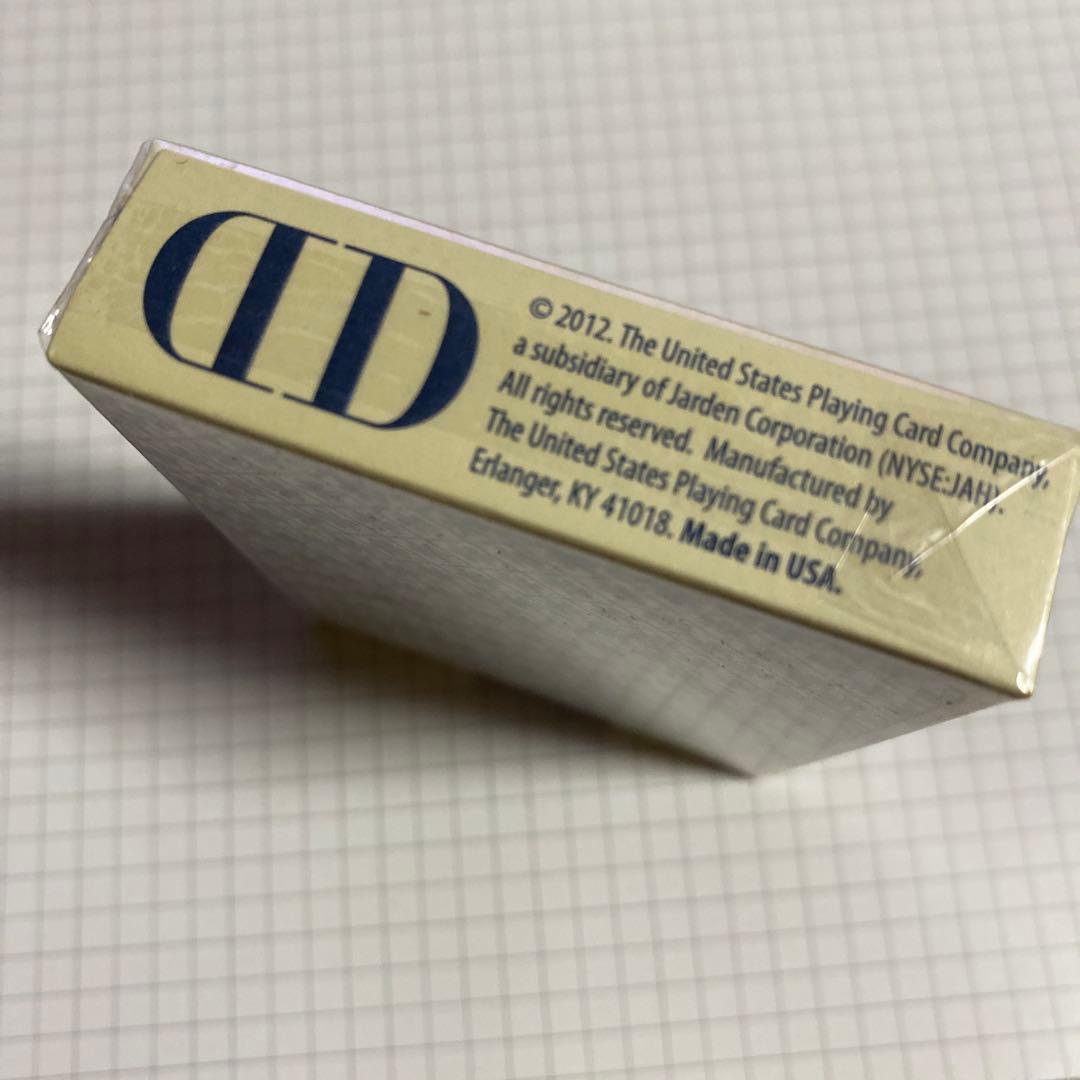 DD
© 2012. The United States Playing Card Company,
a subsidiary of Jarden Corporation (NYSE:JAH).
All rights reserved. Manufactured by
The United States Playing Card Company,
Erlanger, KY 41018. Made in USA.